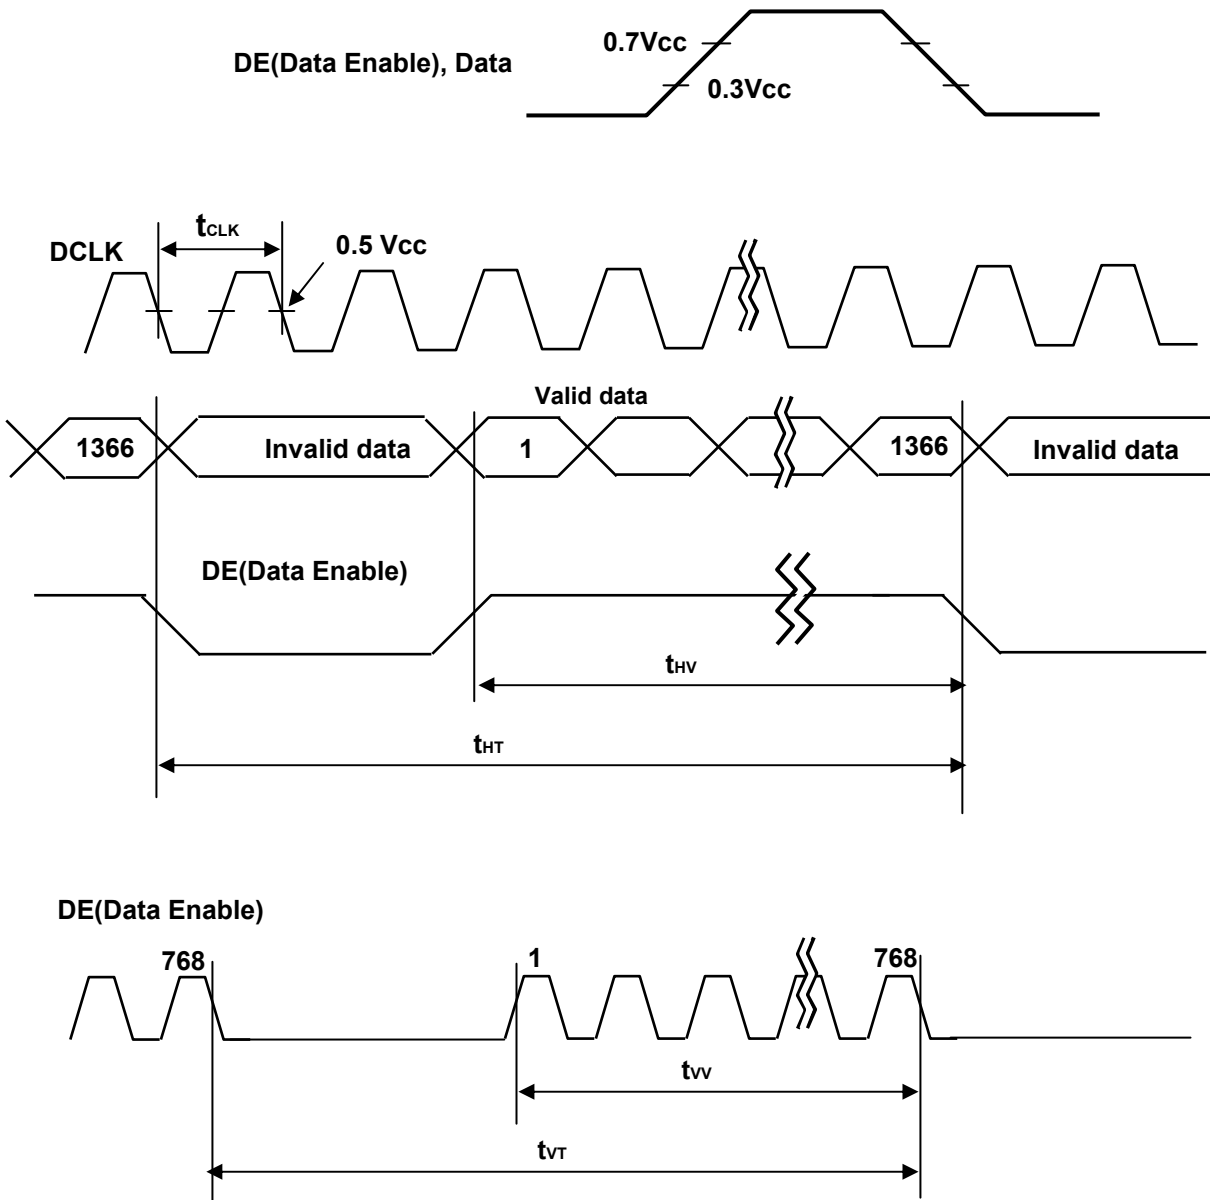 0.7Vcc
DE(Data Enable), Data
0.3Vcc
tCLK
DCLK
0.5 Vcc
Valid data
1366
Invalid data
1
1366
Invalid data
DE(Data Enable)
tHV
tHT
DE(Data Enable)
768
1
768
tVV
tVT